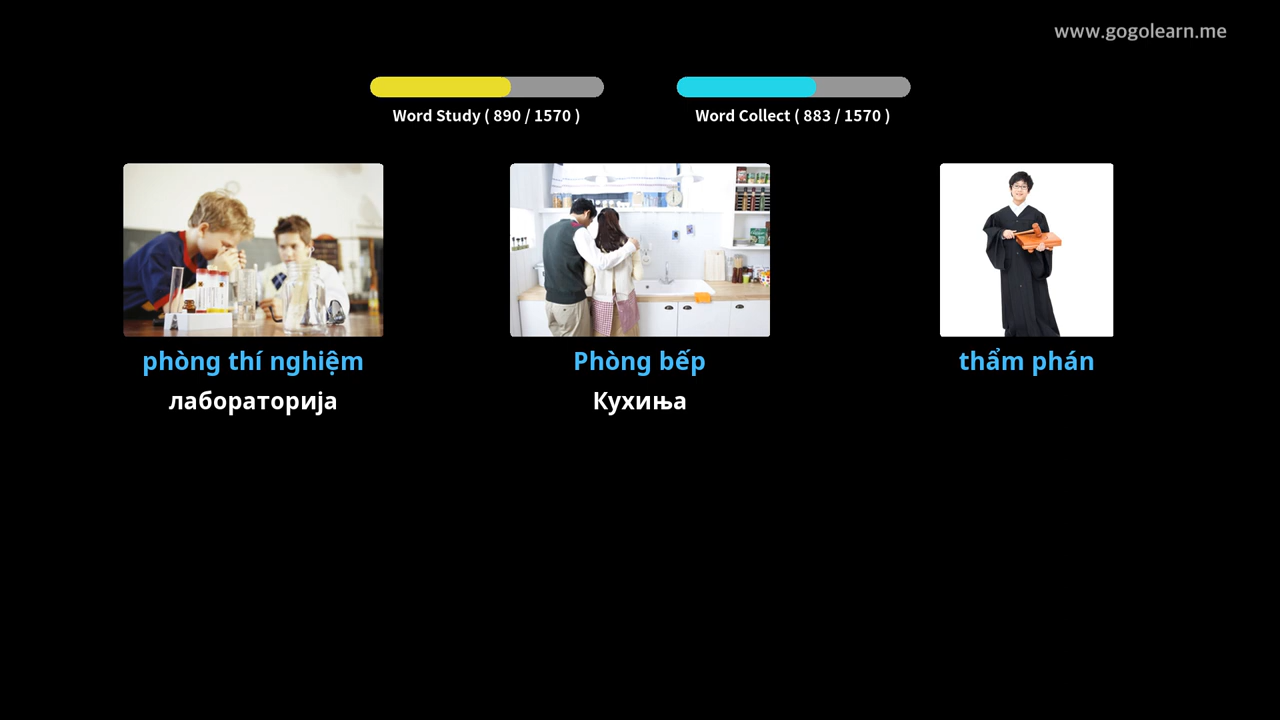 www.gogolearn.me
Word Study ( 890 / 1570 )
Word Collect ( 883 / 1570 )
phòng thí nghiệm
лабораторија
Phòng bếp
Кухиња
thẩm phán